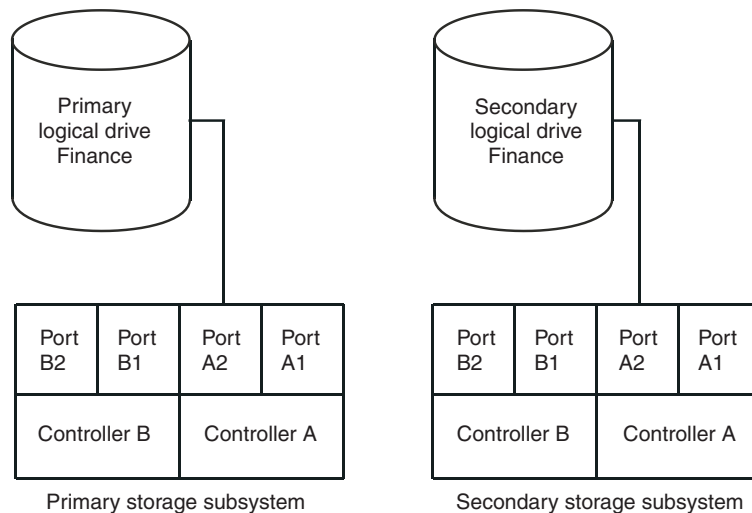 Primary
logical drive
Finance
Secondary
logical drive
Finance
Port
B2
Port
B1
Port
A2
Port
A1
Controller B
Controller A
Primary storage subsystem
Port
B2
Port
B1
Port
A2
Port
A1
Controller B
Controller A
Secondary storage subsystem